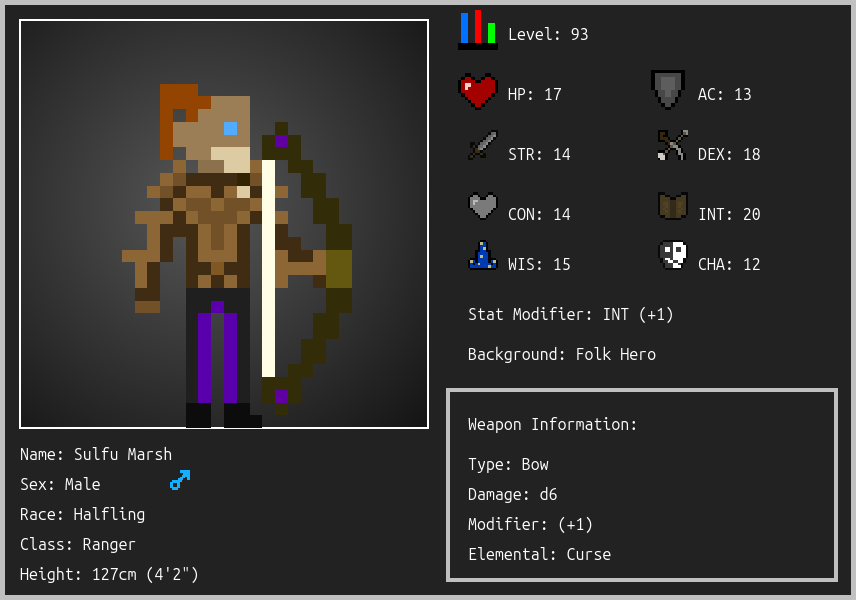 Level: 93
HP: 17
AC: 13
STR: 14
DEX: 18
CON: 14
INT: 20
WIS: 15
CHA: 12
Stat Modifier: INT (+1)
Background: Folk Hero
Weapon Information:
Type: Bow
Damage: d6
Modifier: (+1)
Elemental: Curse
Name: Sulfu Marsh
Sex: Male
Race: Halfling
Class: Ranger
Height: 127cm (4'2")